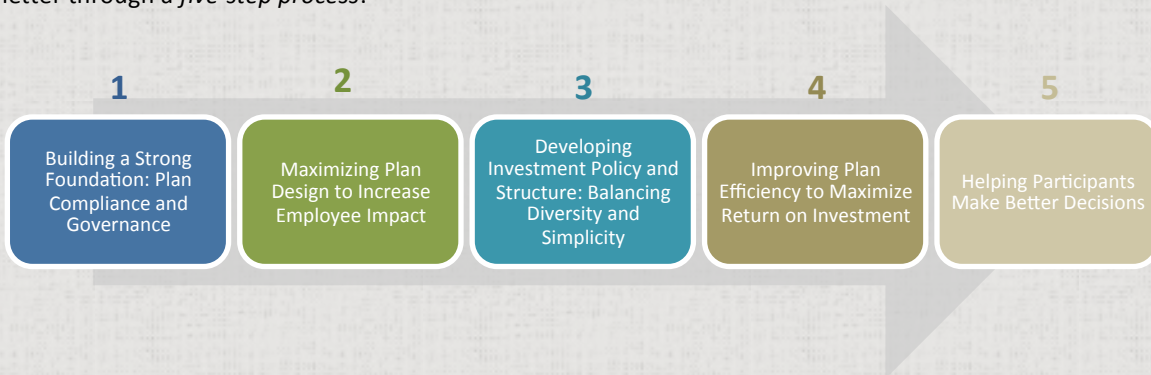 through a five-step process:
1
2
3
4
5
Building a Strong
Foundation: Plan
Compliance and
Governance
Maximizing Plan
Design to Increase
Employee Impact
Developing
Investment Policy and
Structure: Balancing
Diversity and
Simplicity
Improving Plan
Efficiency to Maximize
Return on Investment
Helping Participants
Make Better Decisions